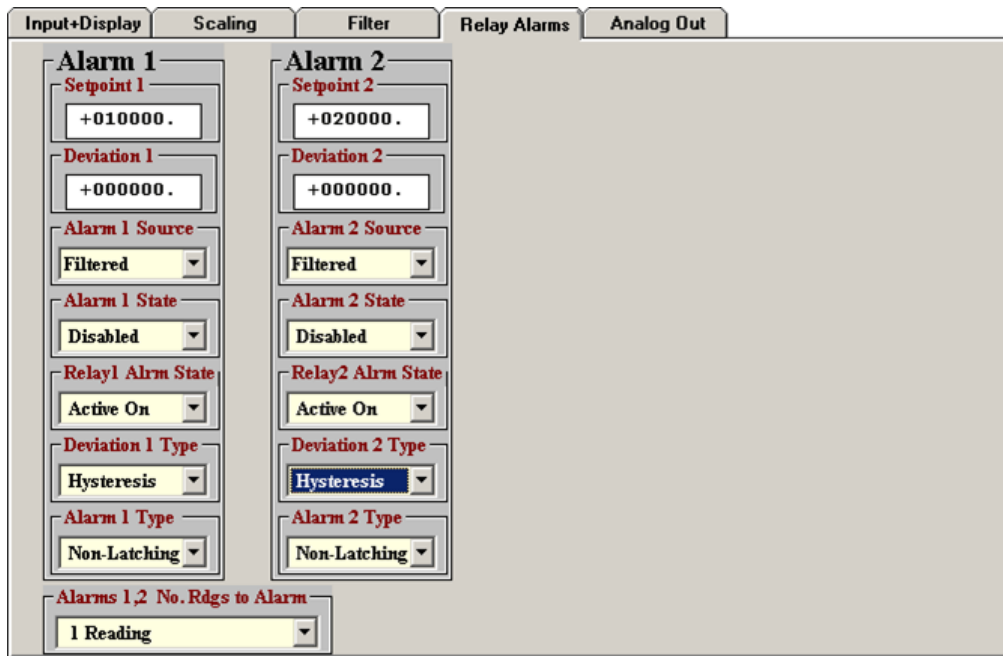 Input+Display Scaling Filter Relay Alarms Analog Out
Alarm 1
Setpoint 1
+010000.
Deviation 1
+000000.
Alarm 1 Source
Filtered
Alarm 1 State
Disabled
Relay1 Alrm State
Active On
Deviation 1 Type
Hysteresis
Alarm 1 Type
Non-Latching
Alarm 2
Setpoint 2
+020000.
Deviation 2
+000000.
Alarm 2 Source
Filtered
Alarm 2 State
Disabled
Relay2 Alrm State
Active On
Deviation 2 Type
Hysteresis
Alarm 2 Type
Non-Latching
Alarms 1,2 No. Rdgs to Alarm
1 Reading